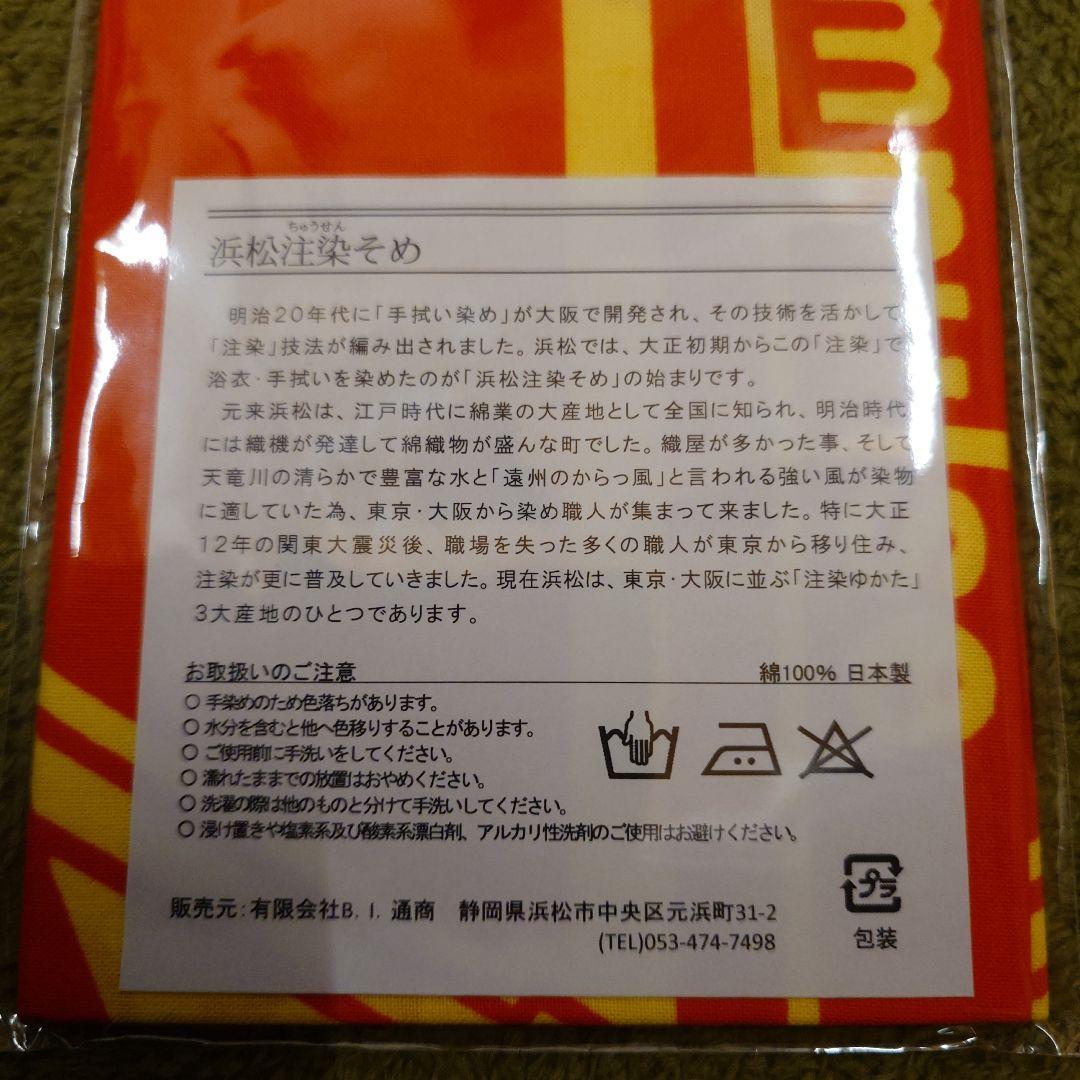 ちゅうせん
浜松注染そめ
明治20年代に「手拭い染め」が大阪で開発され、その技術を活かして
「注染」技法が編み出されました。浜松では、大正初期からこの「注染」で
浴衣・手拭いを染めたのが「浜松注染そめ」の始まりです。
元来浜松は、江戸時代に綿業の大産地として全国に知られ、明治時代
には織機が発達して綿織物が盛んな町でした。織屋が多かった事、そして
天竜川の清らかで豊富な水と「遠州のからっ風」と言われる強い風が染物
に適していた為、東京・大阪から染め職人が集まって来ました。特に大正
12年の関東大震災後、職場を失った多くの職人が東京から移り住み、
注染が更に普及していきました。現在浜松は、東京・大阪に並ぶ「注染ゆかた」
3大産地のひとつであります。
お取扱いのご注意 綿100% 日本製
○ 手染めのため色落ちがあります。
○ 水分を含むと他へ色移りすることがあります。
○ ご使用前に手洗いをしてください。
○ 濡れたままでの放置はおやめください。
○ 洗濯の際は他のものと分けて手洗いしてください。
○ 浸け置きや塩素系及び酸素系漂白剤、アルカリ性洗剤のご使用はお避けください。
プラ
包装
販売元:有限会社B. I. 通商 静岡県浜松市中央区元浜町31-2
(TEL)053-474-7498